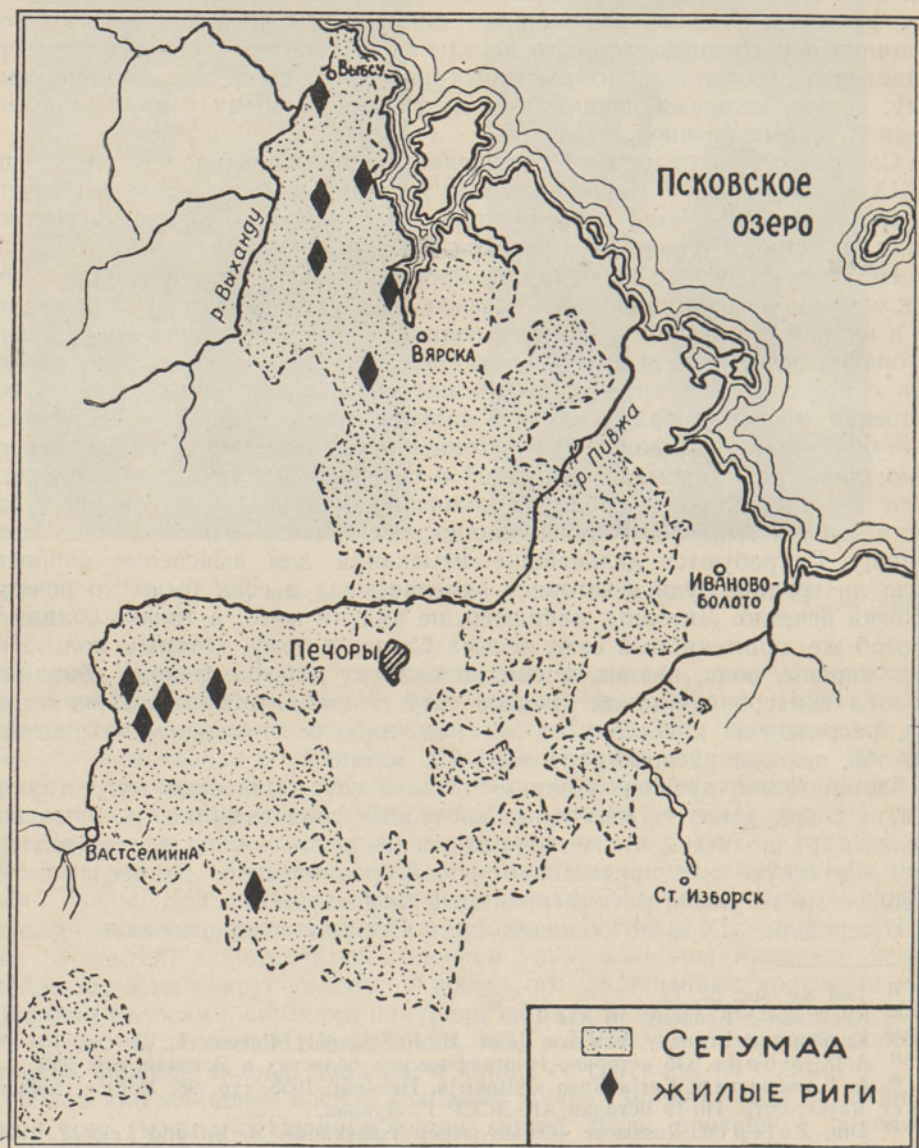 Выбсу
Псковское
озеро
р. Выханду
Вярска
р. Пивжа
Иваново-
Болото
Печоры
Вастселийна
Ст. Изборск
Сетумаа
Жилые риги